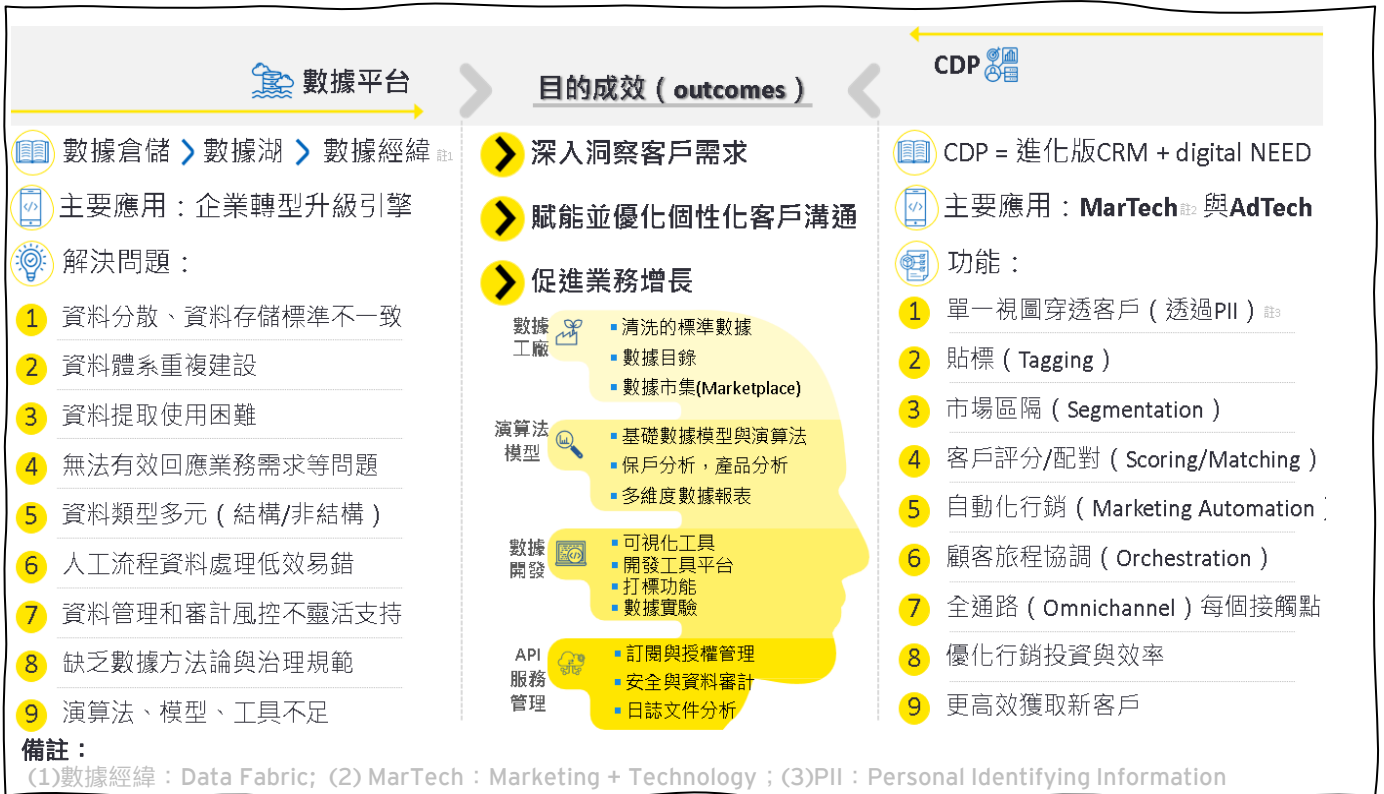 數據平台
目的成效（outcomes）
CDP
數據倉儲 數據湖 數據經緯 註1
主要應用：企業轉型升級引擎
解決問題：
1 資料分散、資料存儲標準不一致
2 資料體系重複建設
3 資料提取使用困難
4 無法有效回應業務需求等問題
5 資料類型多元（結構/非結構）
6 人工流程資料處理低效易錯
7 資料管理和審計風控不靈活支持
8 缺乏數據方法論與治理規範
9 演算法、模型、工具不足
深入洞察客戶需求
賦能並優化個性化客戶溝通
促進業務增長
數據
工廠
▪清洗的標準數據
▪數據目錄
▪數據市集(Marketplace)
演算法
模型
▪基礎數據模型與演算法
▪保戶分析，產品分析
▪多維度數據報表
數據
開發
▪可視化工具
▪開發工具平台
▪打標功能
▪數據實驗
API
服務
管理
▪訂閱與授權管理
▪安全與資料審計
▪日誌文件分析
CDP = 進化版CRM + digital NEED
主要應用：MarTech註2 與AdTech
功能：
1 單一視圖穿透客戶（透過PII）註3
2 貼標（Tagging）
3 市場區隔（Segmentation）
4 客戶評分/配對（Scoring/Matching）
5 自動化行銷（Marketing Automation）
6 顧客旅程協調（Orchestration）
7 全通路（Omnichannel）每個接觸點
8 優化行銷投資與效率
9 更高效獲取新客戶
備註：
(1)數據經緯：Data Fabric; (2) MarTech：Marketing + Technology；(3)PII：Personal Identifying Information